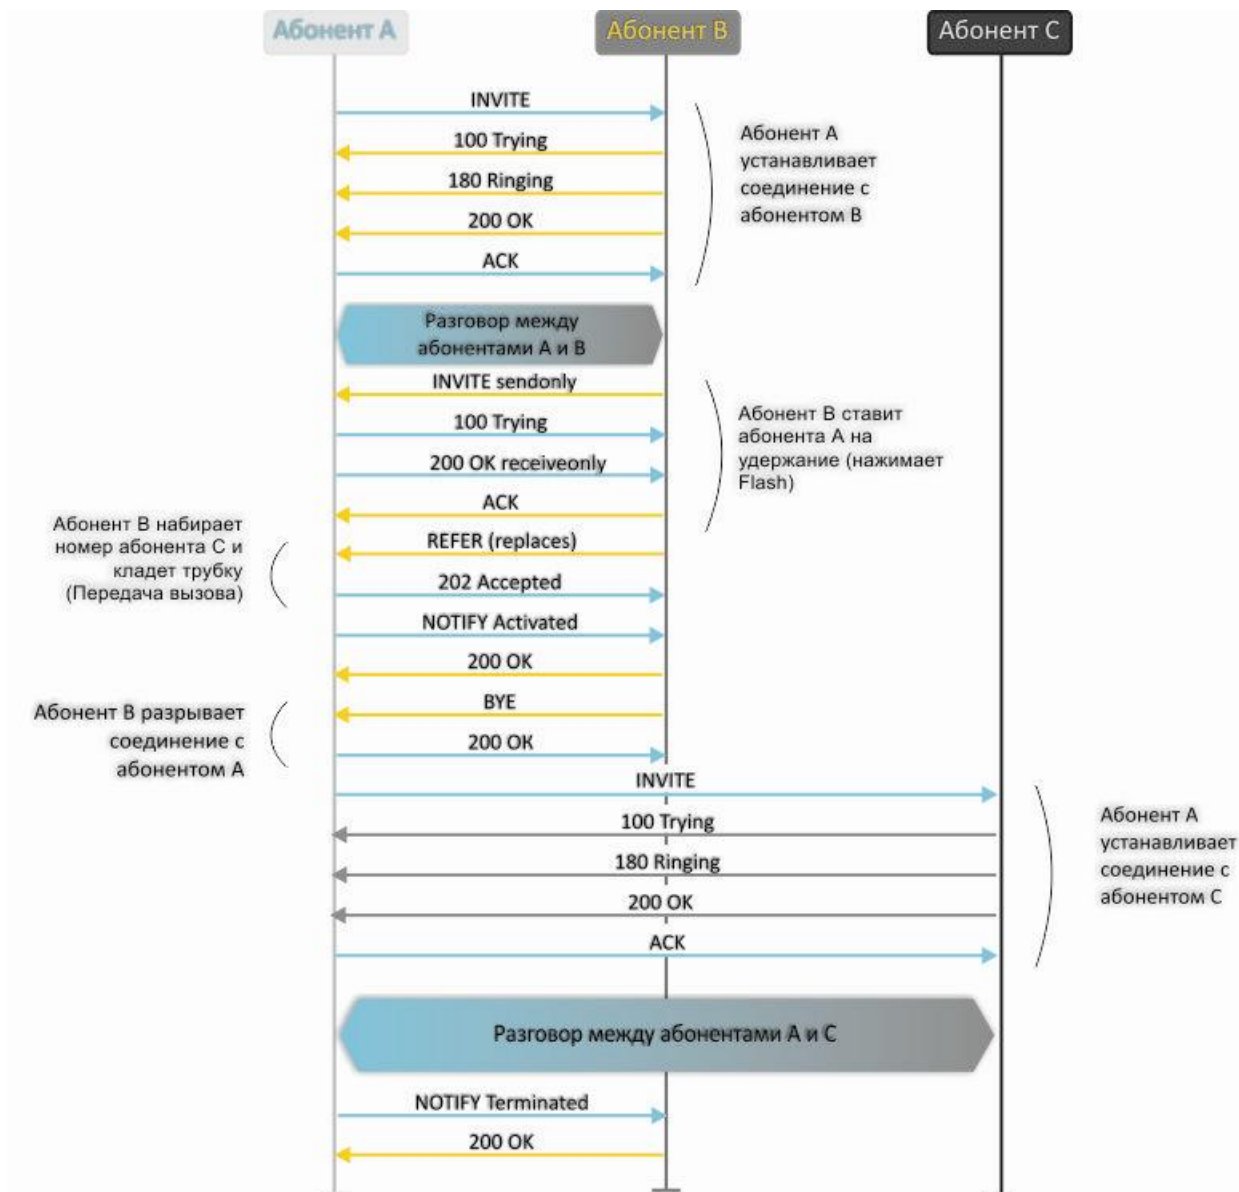 Абонент А
Абонент В
Абонент С
INVITE
100 Trying
180 Ringing
200 OK
ACK
Абонент А
устанавливает
соединение с
абонентом В
Разговор между
абонентами А и В
INVITE sendonly
100 Trying
200 OK receiveonly
ACK
Абонент В ставит
абонента А на
удержание (нажимает
Flash)
Абонент В набирает
номер абонента С и
кладет трубку
(Передача вызова)
REFER (replaces)
202 Accepted
NOTIFY Activated
200 OK
Абонент В разрывает
соединение с
абонентом А
BYE
200 OK
INVITE
100 Trying
180 Ringing
200 OK
ACK
Абонент А
устанавливает
соединение с
абонентом С
Разговор между абонентами А и С
NOTIFY Terminated
200 OK